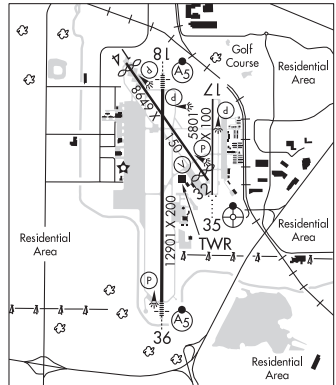 18
A5
Golf
Course
Residential
Area
P
P
17
P
8649 X 150
5801
X 100
P
V
32
35
TWR
12901 X 200
Residential
Area
Residential
Area
P
A5
36
Residential
Area